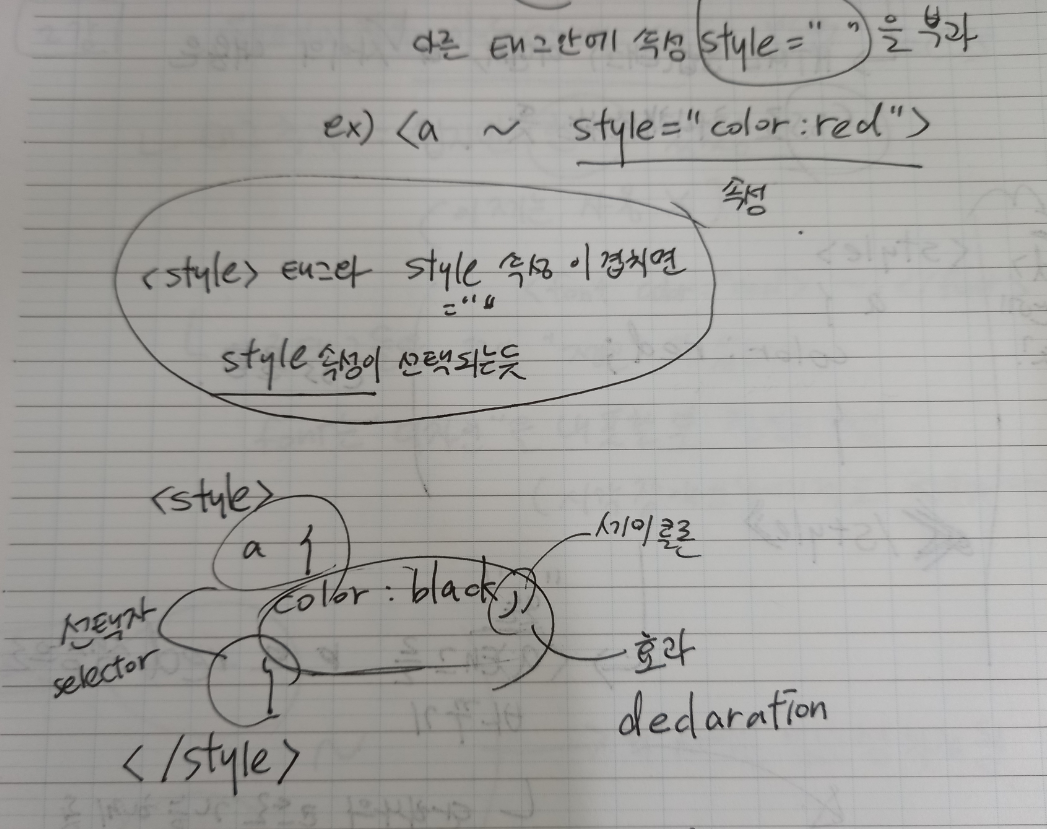 다른 태그안에 속성 style=" " 을 부과
ex) <a ~ style="color:red">
속성
<style> 태그와 style 속성이 겹치면
=""
style 속성이 선택되는듯
<style>
a {
세미콜론
color : black ;
선택자
selector
}
효과
declaration
</style>